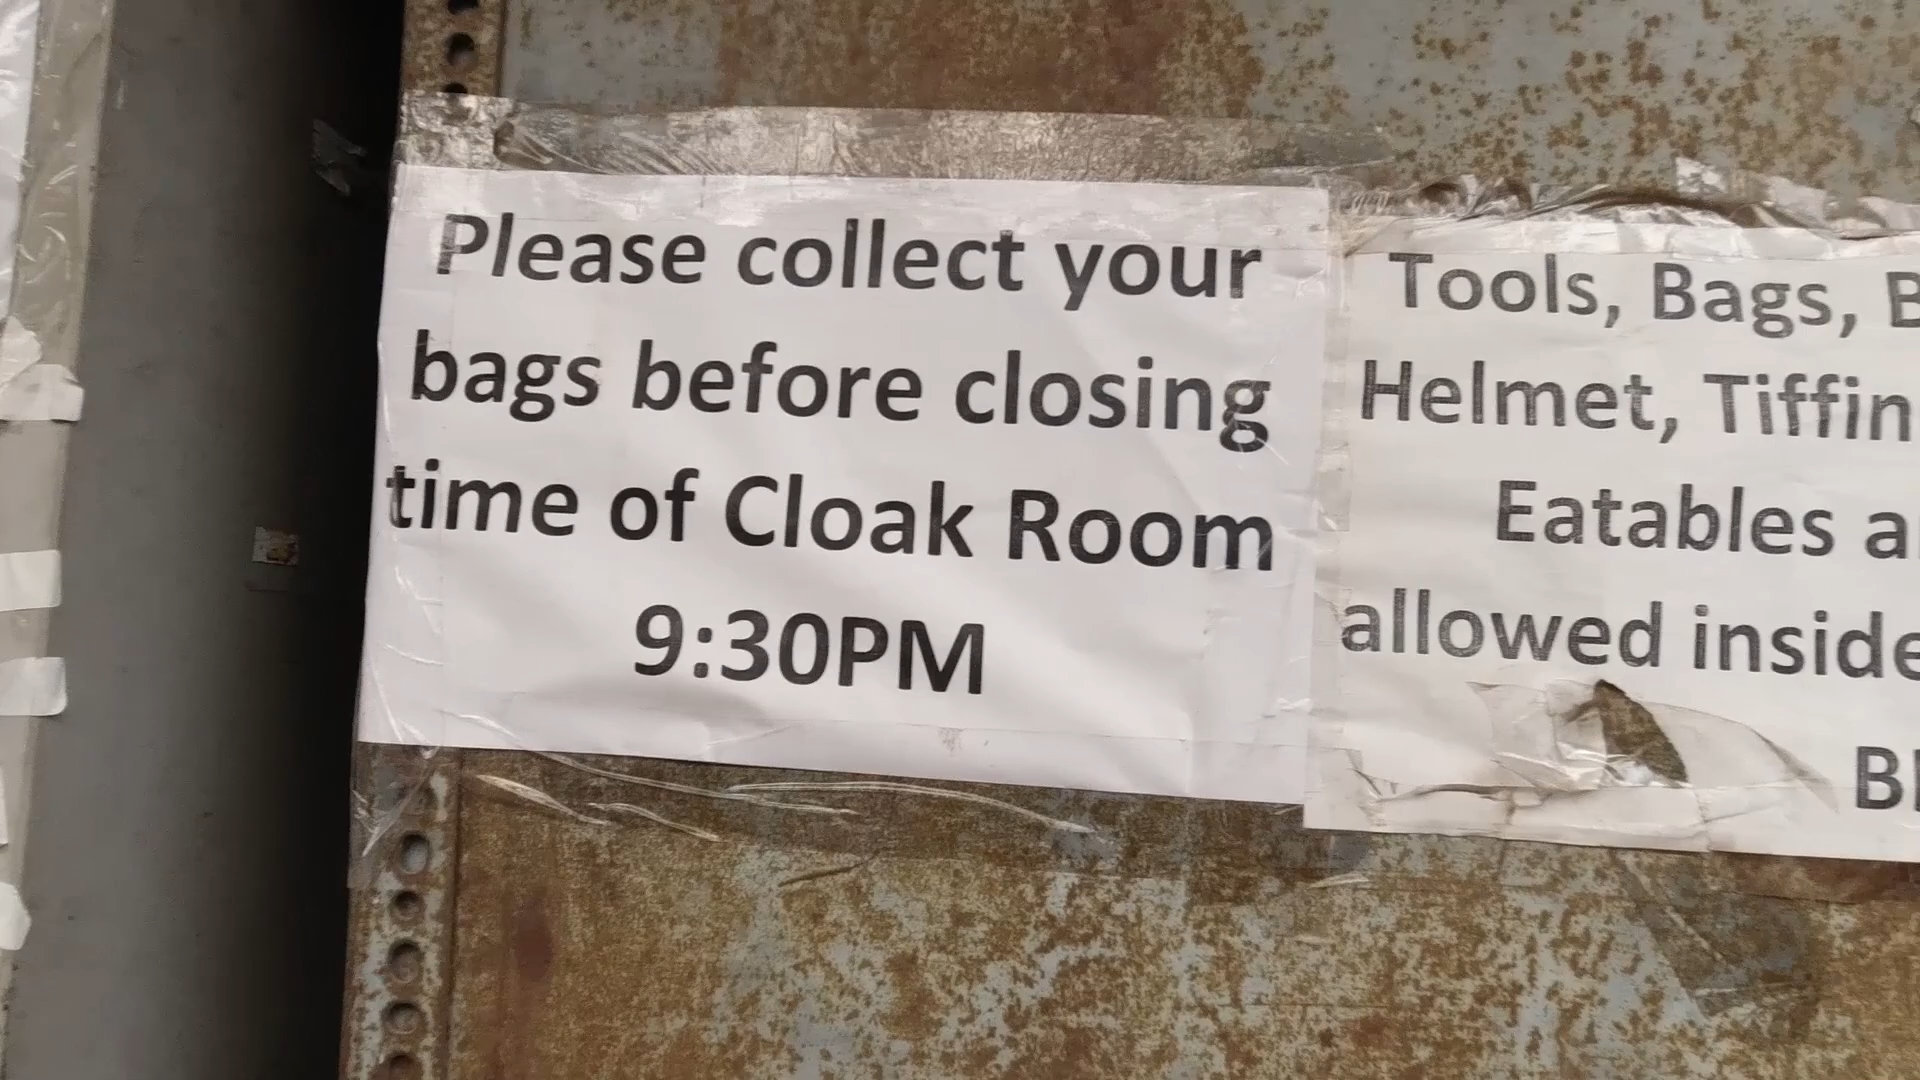 Please collect your
bags before closing
time of Cloak Room
9:30PM
Tools, Bags,
Helmet, Tiffin
Eatables
allowed inside